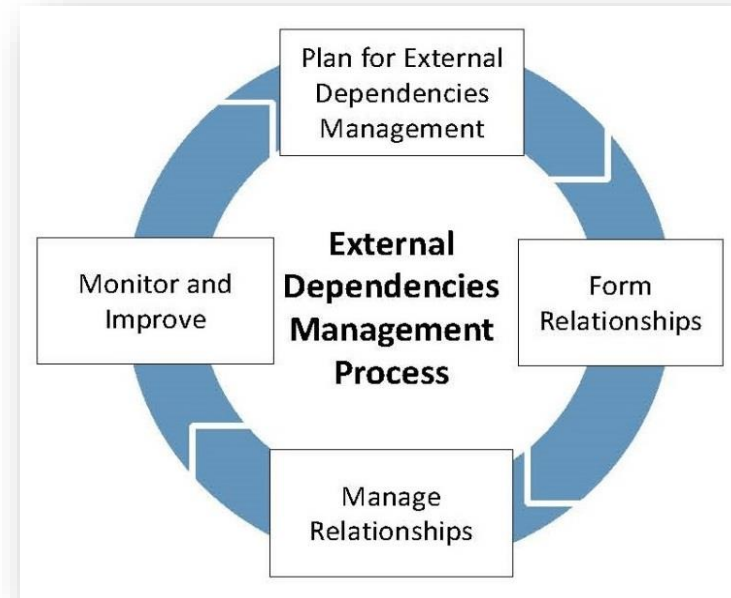 Plan for External
Dependencies
Management
External
Dependencies
Management
Process
Form
Relationships
Manage
Relationships
Monitor and
Improve